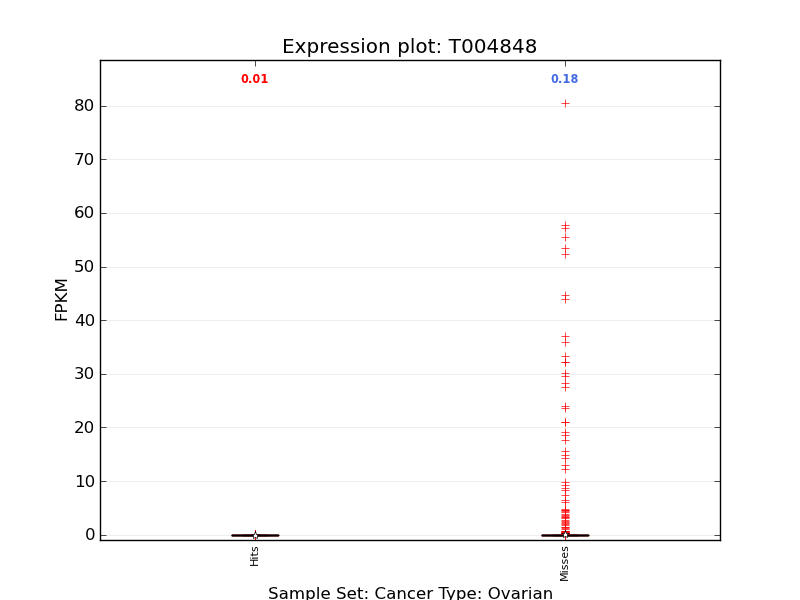 Expression plot: T004848
0.01
0.18
80
70
60
50
40
30
20
10
0
FPKM
Hits
Misses
Sample Set: Cancer Type: Ovarian